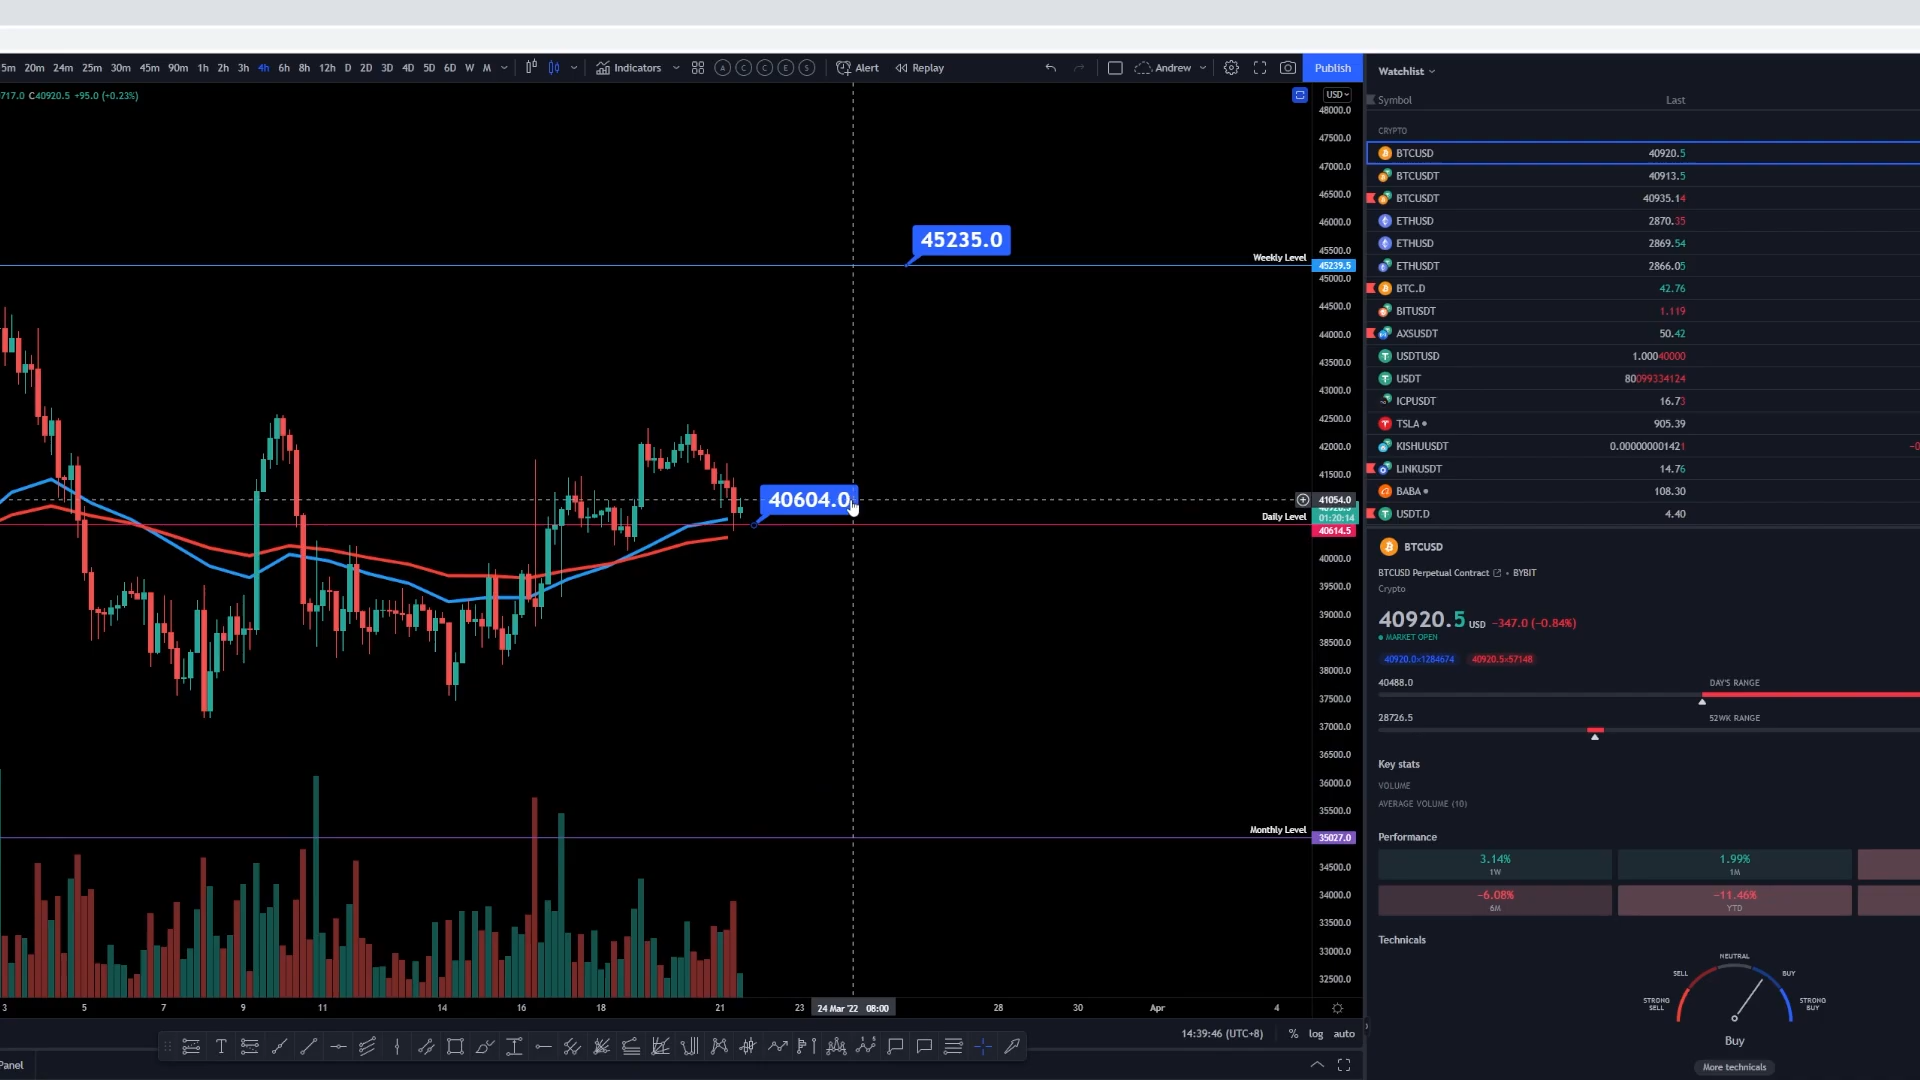 5m 20m 24m 25m 30m 45m 90m 1h 2h 3h 4h 6h 8h 12h D 2D 3D 4D 5D 6D W M Indicators A C C E S Alert Replay Andrew Publish
717.0 C40920.5 +95.0 (+0.23%)
USD
48000.0
47500.0
47000.0
46500.0
46000.0
45500.0
45235.0
Weekly Level
45239.5
45000.0
44500.0
44000.0
43500.0
43000.0
42500.0
42000.0
41500.0
40604.0
41054.0
Daily Level
01:20:14
40614.5
40000.0
39500.0
39000.0
38500.0
38000.0
37500.0
37000.0
36500.0
36000.0
35500.0
Monthly Level
35027.0
34500.0
34000.0
33500.0
33000.0
32500.0
3 5 7 9 11 14 16 18 21 23 24 Mar '22 08:00 28 30 Apr 4
14:39:46 (UTC+8) % log auto
Panel
Watchlist
Symbol Last
CRYPTO
BTCUSD 40920.5
BTCUSDT 40913.5
BTCUSDT 40935.14
ETHUSD 2870.35
ETHUSD 2869.54
ETHUSDT 2866.05
BTC.D 42.76
BITUSDT 1.119
AXSUSDT 50.42
USDTUSD 1.00040000
USDT 80099334124
ICPUSDT 16.73
TSLA 905.39
KISHUUSDT 0.000000001421
LINKUSDT 14.76
BABA 108.30
USDT.D 4.40
BTCUSD
BTCUSD Perpetual Contract • BYBIT
Crypto
40920.5 USD −347.0 (−0.84%)
MARKET OPEN
40920.0×1284674 40920.5×57148
40488.0 DAY'S RANGE
28726.5 52WK RANGE
Key stats
VOLUME
AVERAGE VOLUME (10)
Performance
3.14% 1.99%
1W 1M
−6.08% −11.46%
6M YTD
Technicals
NEUTRAL
SELL BUY
STRONG SELL STRONG BUY
Buy
More technicals